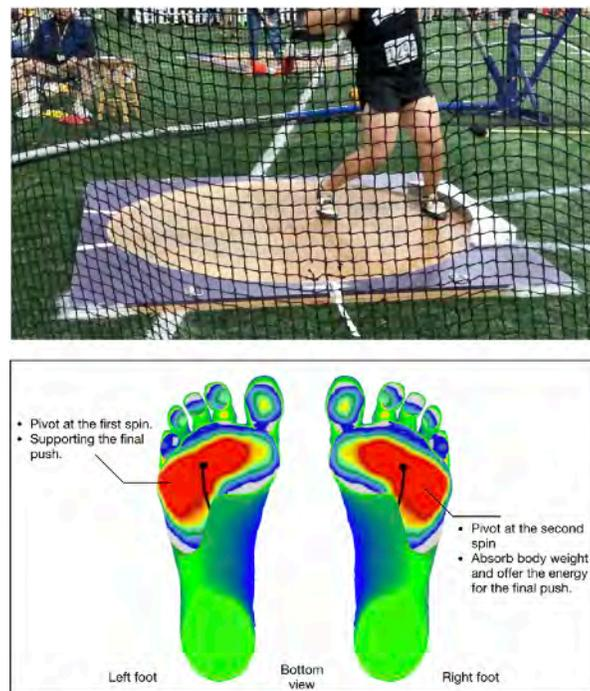 • Pivot at the first spin.
• Supporting the final
push.
• Pivot at the second
spin
• Absorb body weight
and offer the energy
for the final push.
Left foot
Bottom
view
Right foot